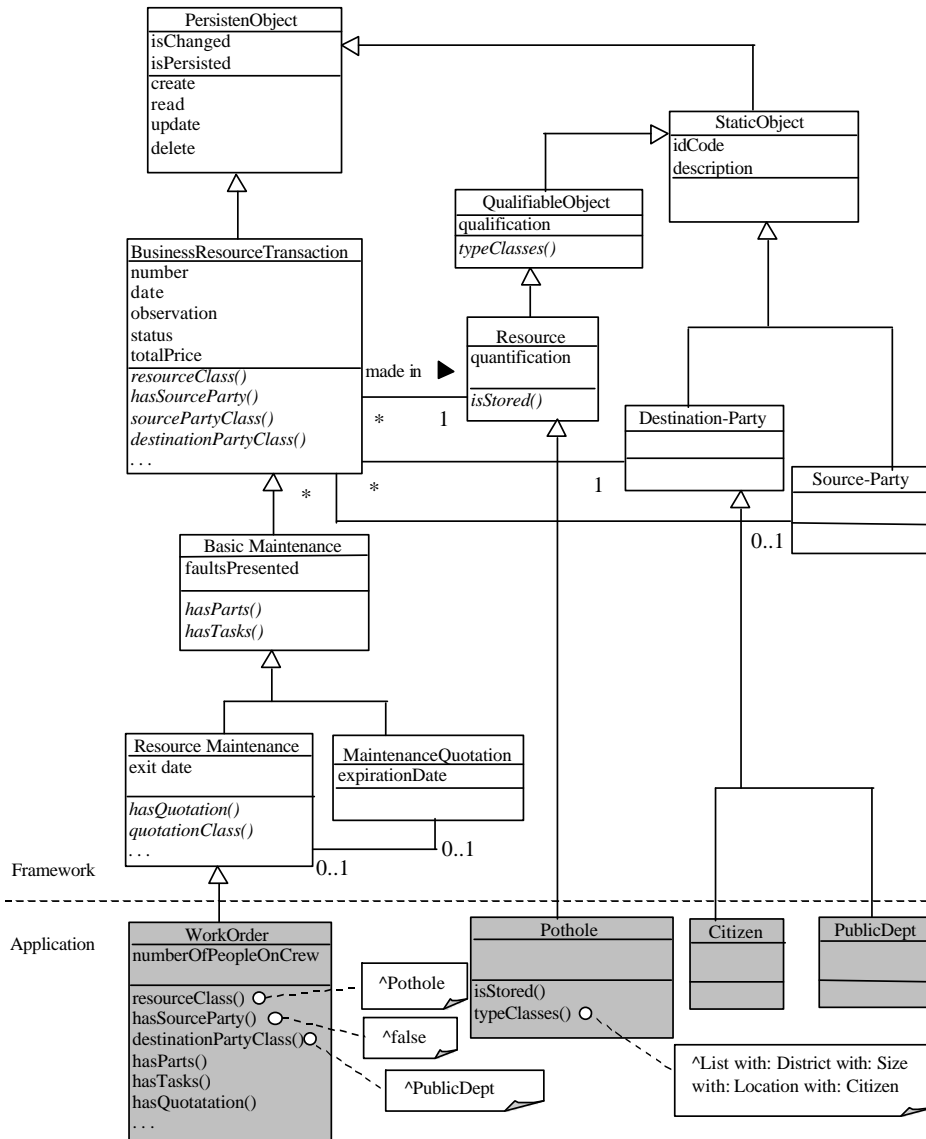 PersistenObject
isChanged
isPersisted
create
read
update
delete
StaticObject
idCode
description
QualifiableObject
qualification
typeClasses()
BusinessResourceTransaction
number
date
observation
status
totalPrice
resourceClass()
hasSourceParty()
sourcePartyClass()
destinationPartyClass()
. . .
made in
*
1
Resource
quantification
isStored()
Destination-Party
*
*
1
Source-Party
0..1
Basic Maintenance
faultsPresented
hasParts()
hasTasks()
Resource Maintenance
exit date
hasQuotation()
quotationClass()
. . .
MaintenanceQuotation
expirationDate
0..1
0..1
Framework
Application
WorkOrder
numberOfPeopleOnCrew
resourceClass()
hasSourceParty()
destinationPartyClass()
hasParts()
hasTasks()
hasQuotatation()
. . .
^Pothole
^false
^PublicDept
Pothole
isStored()
typeClasses()
Citizen
PublicDept
^List with: District with: Size
with: Location with: Citizen